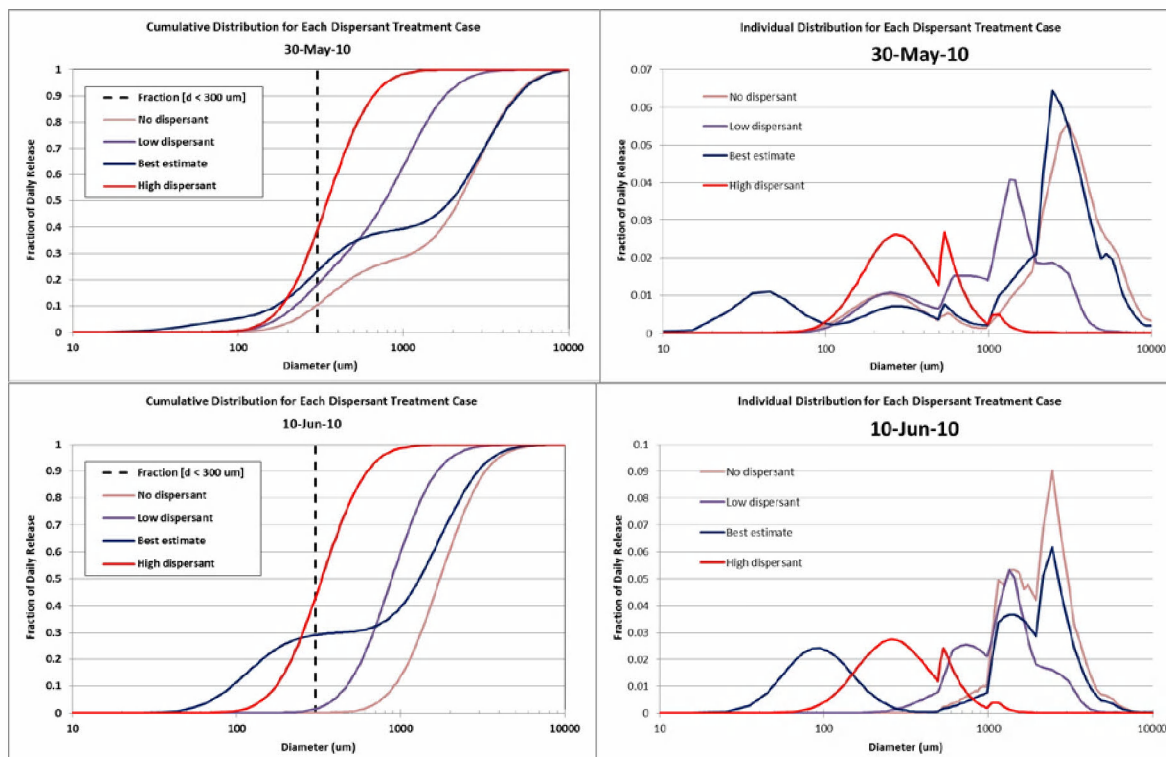 Cumulative Distribution for Each Dispersant Treatment Case
30-May-10
Fraction of Daily Release
1
0.9
0.8
0.7
0.6
0.5
0.4
0.3
0.2
0.1
0
Fraction [d < 300 um]
No dispersant
Low dispersant
Best estimate
High dispersant
10
100
1000
10000
Diameter (um)
Individual Distribution for Each Dispersant Treatment Case
30-May-10
Fraction of Daily Release
0.07
0.06
0.05
0.04
0.03
0.02
0.01
0
No dispersant
Low dispersant
Best estimate
High dispersant
10
100
1000
10000
Diameter (um)
Cumulative Distribution for Each Dispersant Treatment Case
10-Jun-10
Fraction of Daily Release
1
0.9
0.8
0.7
0.6
0.5
0.4
0.3
0.2
0.1
0
Fraction [d < 300 um]
No dispersant
Low dispersant
Best estimate
High dispersant
10
100
1000
10000
Diameter (um)
Individual Distribution for Each Dispersant Treatment Case
10-Jun-10
Fraction of Daily Release
0.1
0.09
0.08
0.07
0.06
0.05
0.04
0.03
0.02
0.01
0
No dispersant
Low dispersant
Best estimate
High dispersant
10
100
1000
10000
Diameter (um)